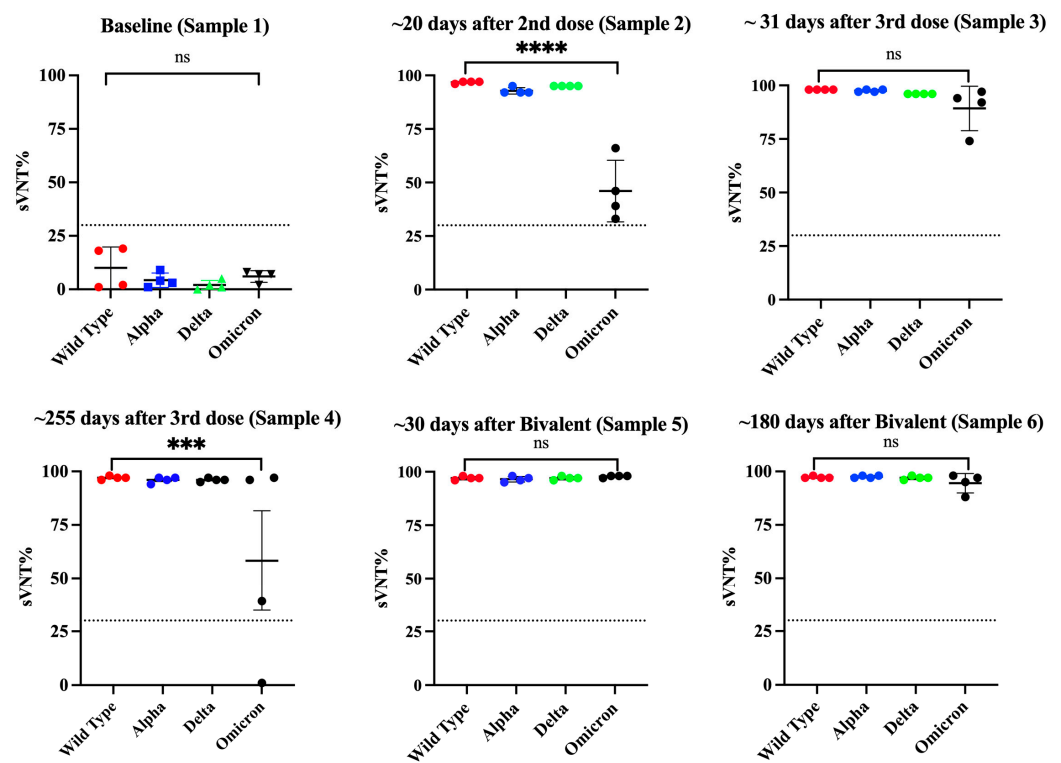 Baseline (Sample 1)
ns
sVNT%
100
75
50
25
0
Wild Type
Alpha
Delta
Omicron
~20 days after 2nd dose (Sample 2)
****
sVNT%
100
75
50
25
0
Wild Type
Alpha
Delta
Omicron
~ 31 days after 3rd dose (Sample 3)
ns
sVNT%
100
75
50
25
0
Wild Type
Alpha
Delta
Omicron
~255 days after 3rd dose (Sample 4)
***
sVNT%
100
75
50
25
0
Wild Type
Alpha
Delta
Omicron
~30 days after Bivalent (Sample 5)
ns
sVNT%
100
75
50
25
0
Wild Type
Alpha
Delta
Omicron
~180 days after Bivalent (Sample 6)
ns
sVNT%
100
75
50
25
0
Wild Type
Alpha
Delta
Omicron